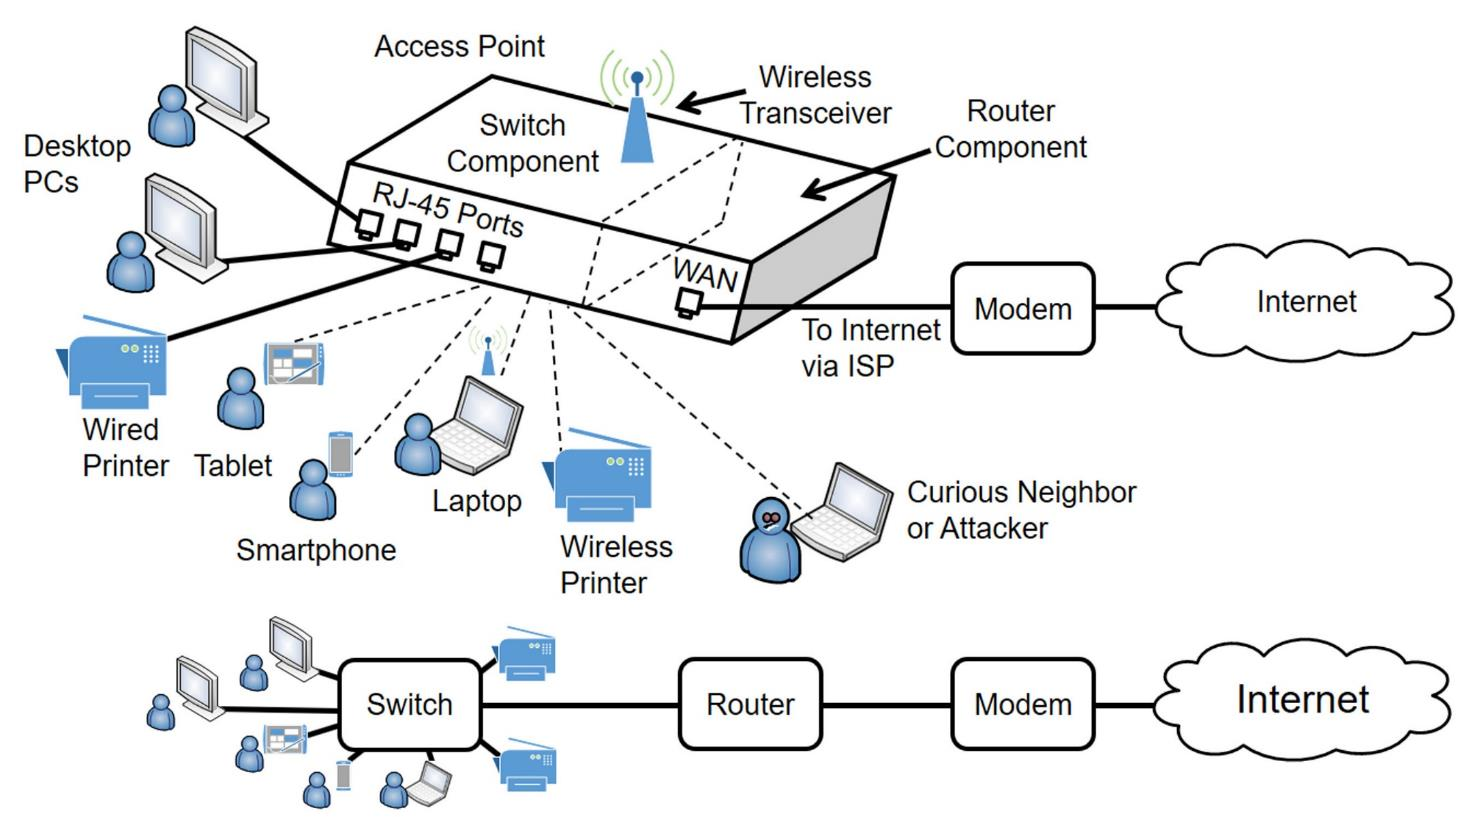 Access Point
Wireless
Transceiver
Router
Component
Switch
Component
Desktop
PCs
RJ-45 Ports
WAN
Modem
Internet
To Internet
via ISP
Wired
Printer
Tablet
Smartphone
Laptop
Wireless
Printer
Curious Neighbor
or Attacker
Switch
Router
Modem
Internet